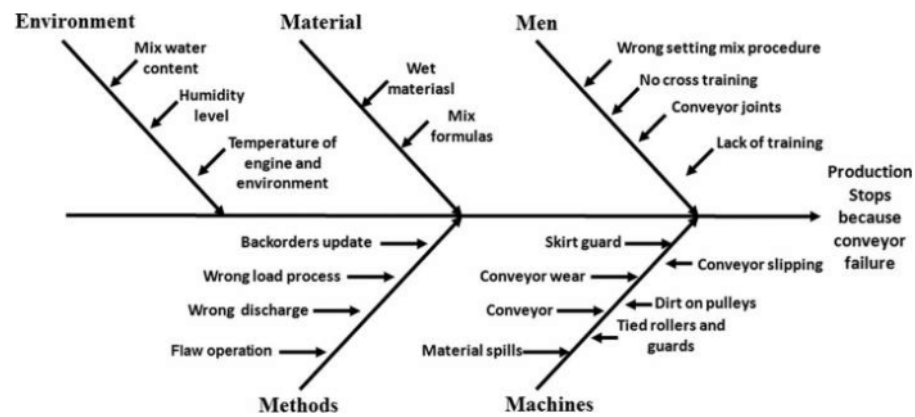 Environment
Material
Men
Mix water
content
Humidity
level
Temperature of
engine and
environment
Wet
materiasl
Mix
formulas
Wrong setting mix procedure
No cross training
Conveyor joints
Lack of training
Production
Stops
because
conveyor
failure
Backorders update
Wrong load process
Wrong discharge
Flaw operation
Skirt guard
Conveyor wear
Conveyor
Material spills
Conveyor slipping
Dirt on pulleys
Tied rollers and
guards
Methods
Machines